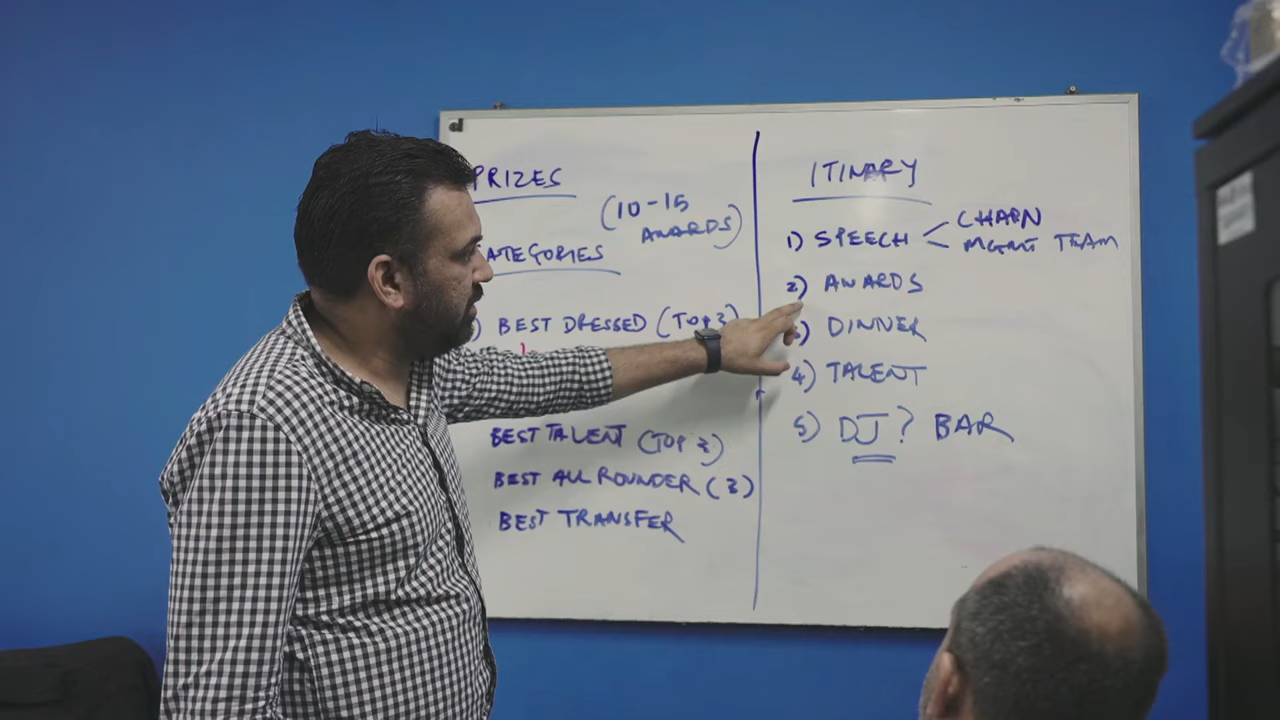 PRIZES
(10-15
AWARDS)
ATEGORIES
) BEST DRESSED (TOP 3)
BEST TALENT (TOP 3)
BEST ALL ROUNDER (3)
BEST TRANSFER
ITINARY
1) SPEECH
CHARN
MGMT TEAM
2) AWARDS
3) DINNER
4) TALENT
5) DJ? BAR